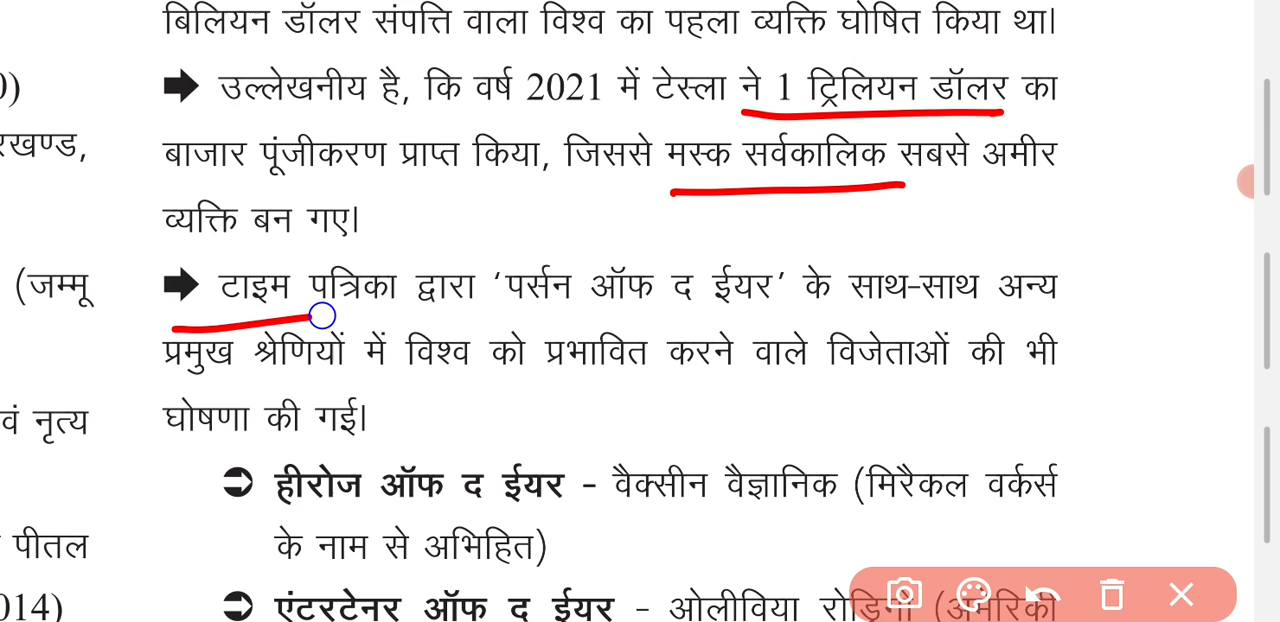 बिलियन डॉलर संपत्ति वाला विश्व का पहला व्यक्ति घोषित किया था।
➡ उल्लेखनीय है, कि वर्ष 2021 में टेस्ला ने 1 ट्रिलियन डॉलर का
बाजार पूंजीकरण प्राप्त किया, जिससे मस्क सर्वकालिक सबसे अमीर
व्यक्ति बन गए।
➡ टाइम पत्रिका द्वारा ‘पर्सन ऑफ द ईयर’ के साथ-साथ अन्य
प्रमुख श्रेणियों में विश्व को प्रभावित करने वाले विजेताओं की भी
घोषणा की गई।
➲ हीरोज ऑफ द ईयर - वैक्सीन वैज्ञानिक (मिरैकल वर्कर्स
के नाम से अभिहित)
➲ एंटरटेनर ऑफ द ईयर - ओलीविया रोड्रिगो (अमेरिकी
0)
(जम्मू
वं नृत्य
पीतल
014)